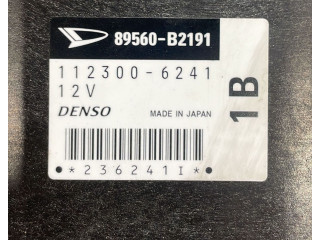 89560-B2191
112300-6241
12V
DENSO MADE IN JAPAN
1B
*236241I*